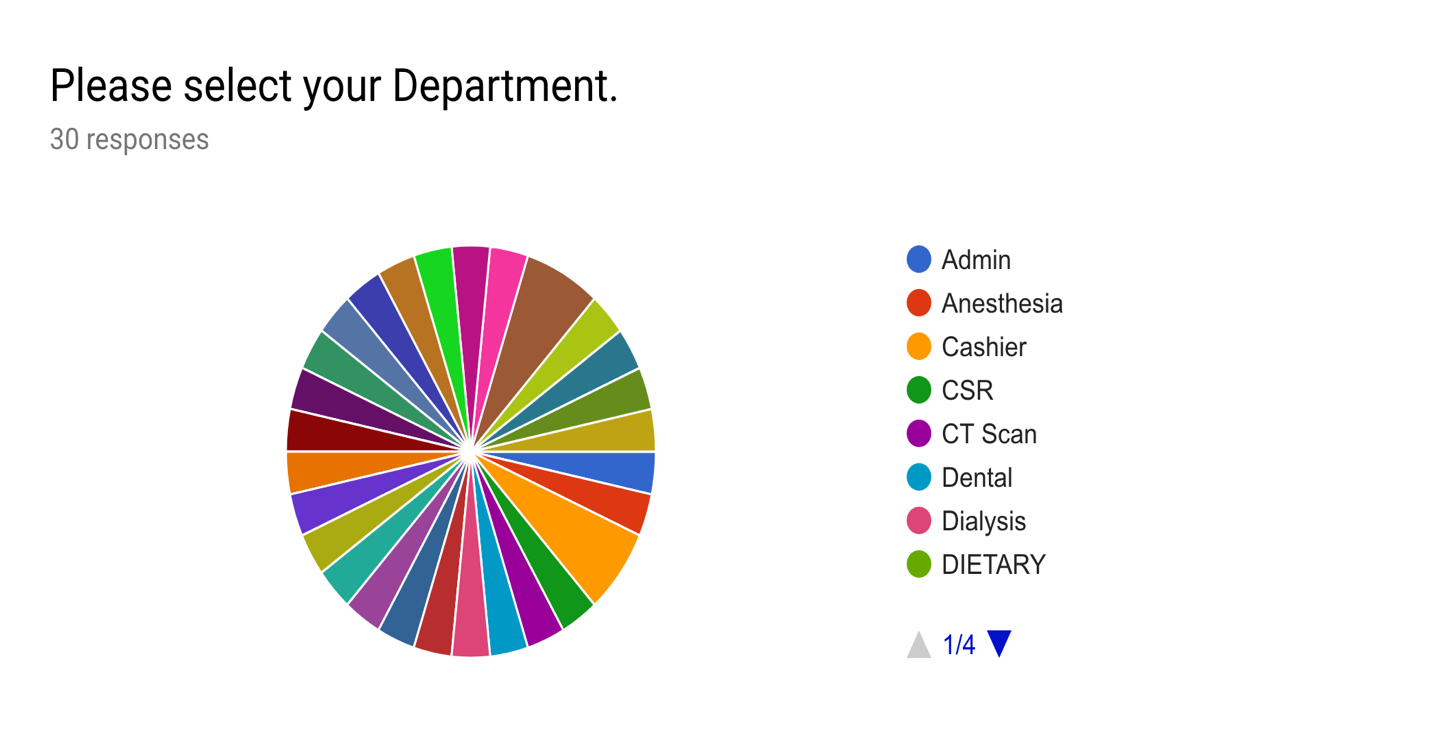 Please select your Department.
30 responses
Admin
Anesthesia
Cashier
CSR
CT Scan
Dental
Dialysis
DIETARY
1/4